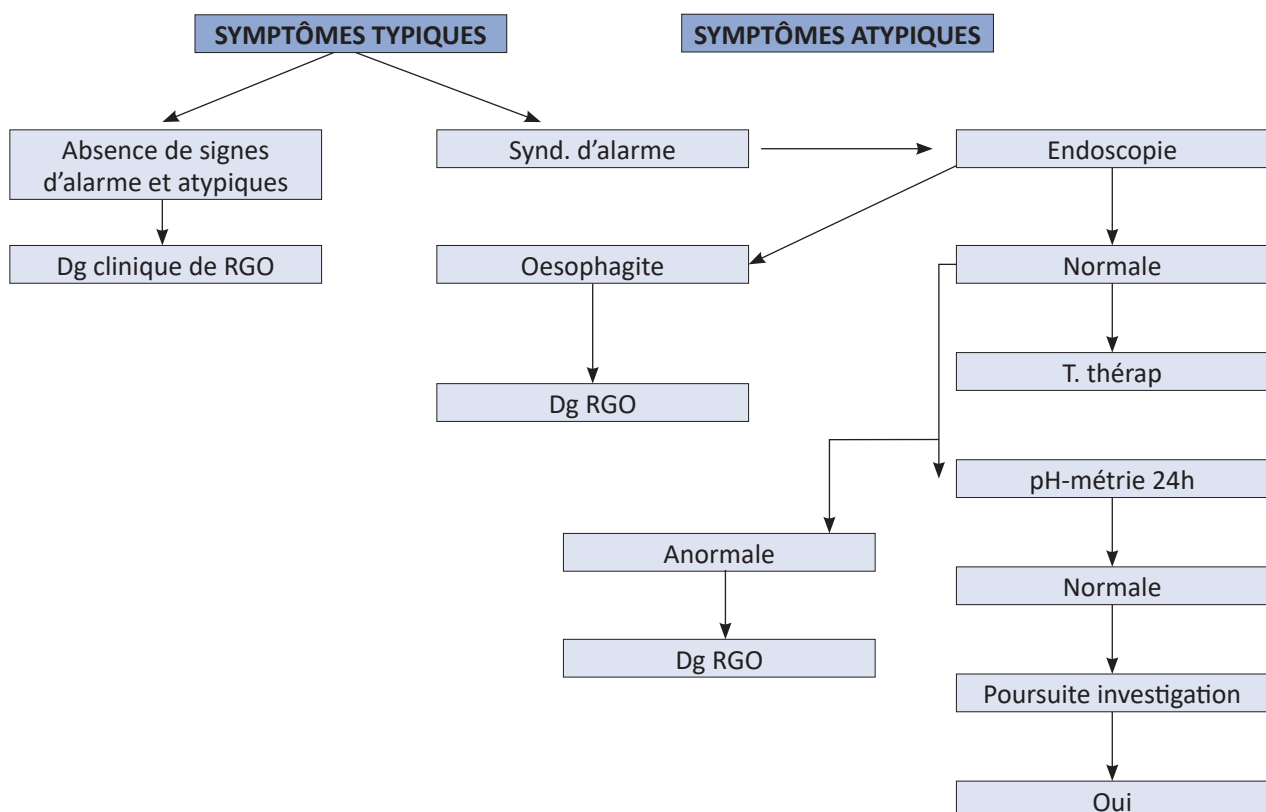 SYMPTÔMES TYPIQUES
SYMPTÔMES ATYPIQUES
Absence de signes
d'alarme et atypiques
Synd. d'alarme
Endoscopie
Dg clinique de RGO
Oesophagite
Normale
T. thérap
Dg RGO
pH-métrie 24h
Anormale
Normale
Dg RGO
Poursuite investigation
Oui